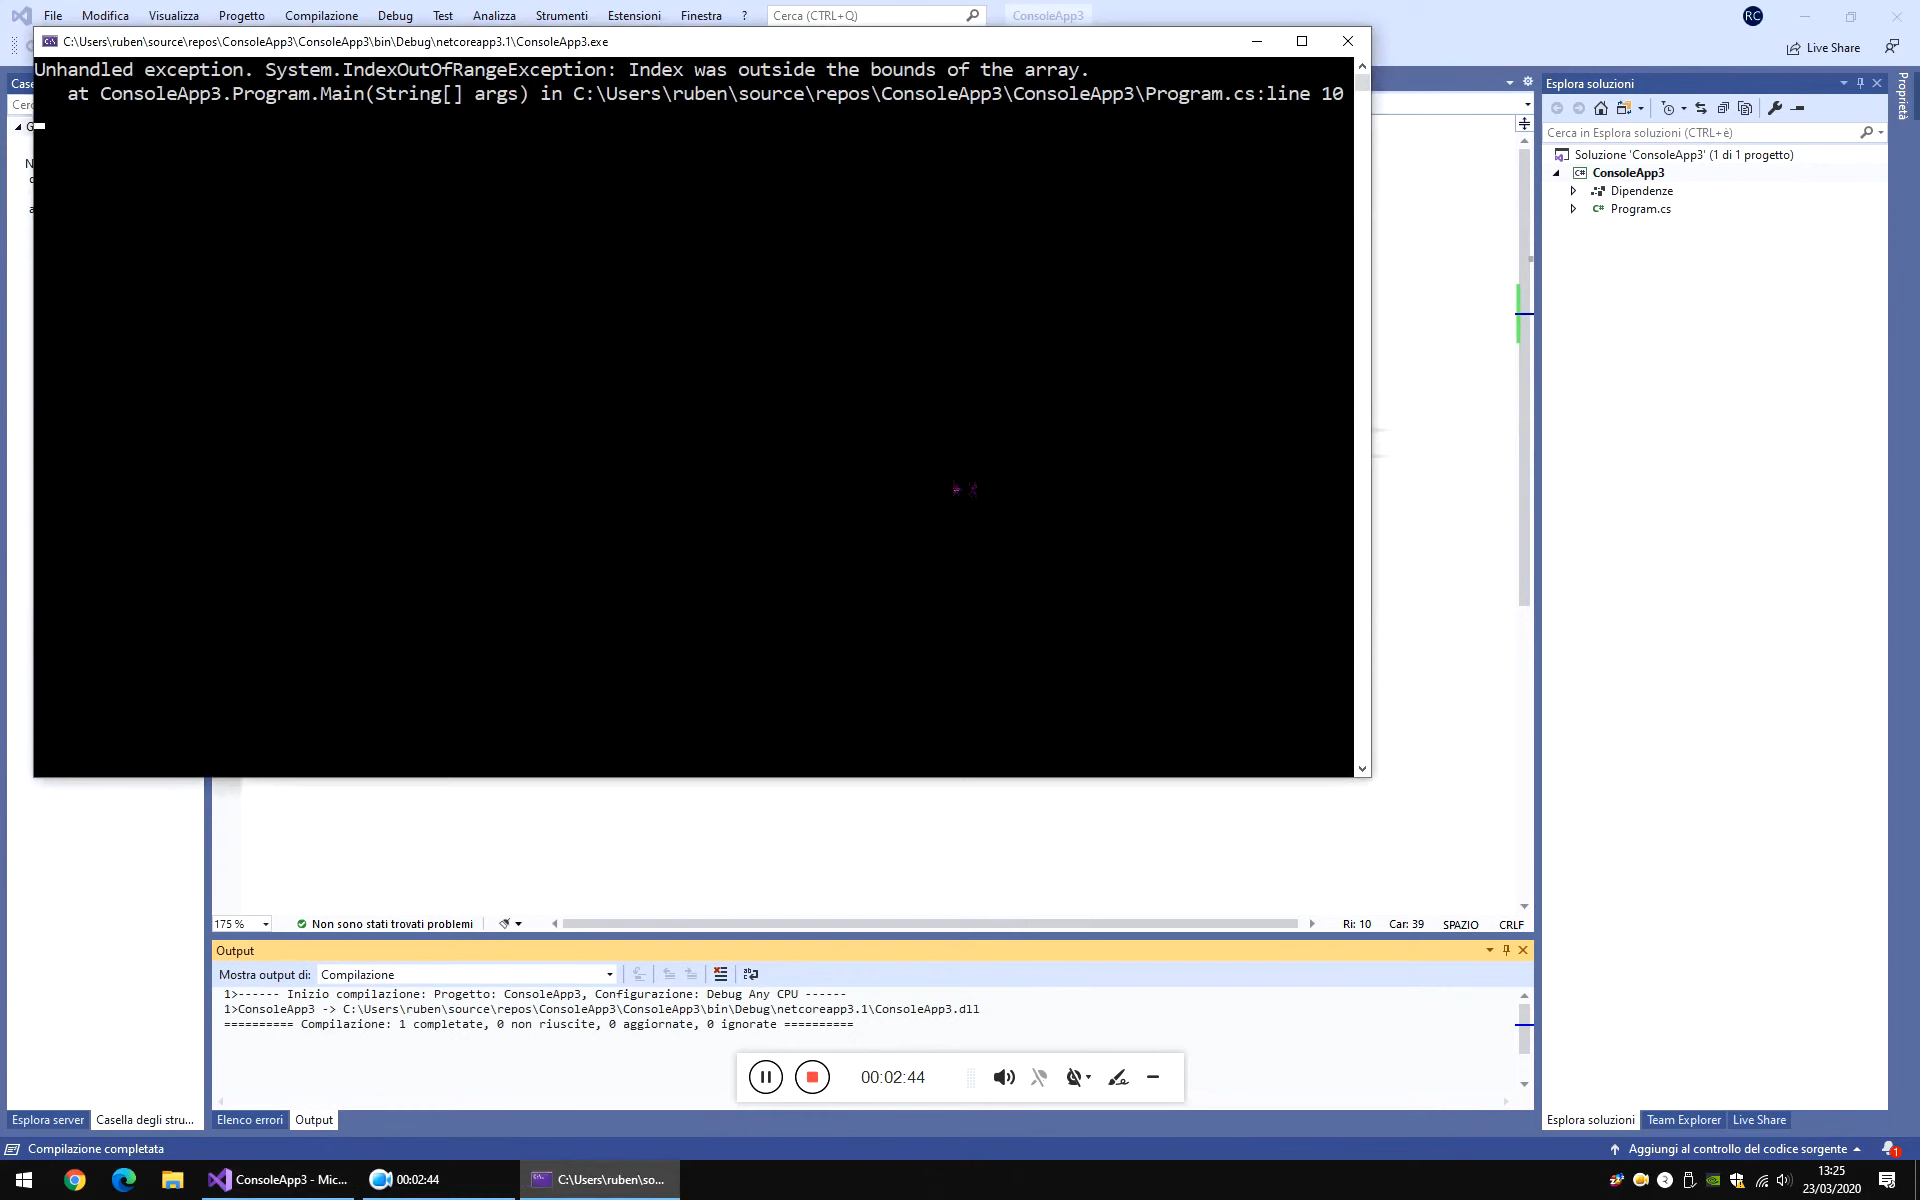 File Modifica Visualizza Progetto Compilazione Debug Test Analizza Strumenti Estensioni Finestra ? Cerca (CTRL+Q) ConsoleApp3 RC
Live Share
C:\Users\ruben\source\repos\ConsoleApp3\ConsoleApp3\bin\Debug\netcoreapp3.1\ConsoleApp3.exe
Unhandled exception. System.IndexOutOfRangeException: Index was outside the bounds of the array.
at ConsoleApp3.Program.Main(String[] args) in C:\Users\ruben\source\repos\ConsoleApp3\ConsoleApp3\Program.cs:line 10
Esplora soluzioni
Proprietà
Cerca in Esplora soluzioni (CTRL+è)
Soluzione 'ConsoleApp3' (1 di 1 progetto)
C# ConsoleApp3
Dipendenze
C# Program.cs
175 % Non sono stati trovati problemi Ri: 10 Car: 39 SPAZIO CRLF
Output
Mostra output di: Compilazione
1>------ Inizio compilazione: Progetto: ConsoleApp3, Configurazione: Debug Any CPU ------
1>ConsoleApp3 -> C:\Users\ruben\source\repos\ConsoleApp3\ConsoleApp3\bin\Debug\netcoreapp3.1\ConsoleApp3.dll
========== Compilazione: 1 completate, 0 non riuscite, 0 aggiornate, 0 ignorate ==========
00:02:44
Esplora server Casella degli stru... Elenco errori Output Esplora soluzioni Team Explorer Live Share
Compilazione completata Aggiungi al controllo del codice sorgente 1
ConsoleApp3 - Mic... 00:02:44 C:\Users\ruben\so... 13:25
23/03/2020